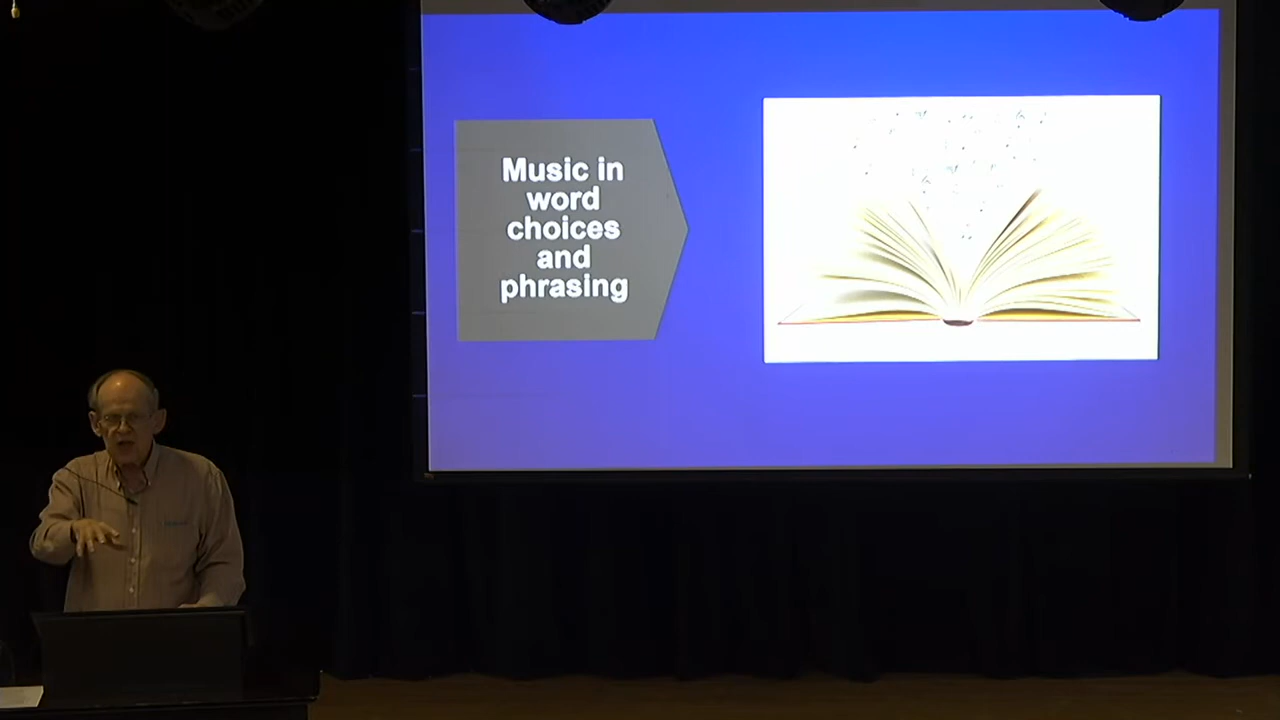 Music in
word
choices
and
phrasing